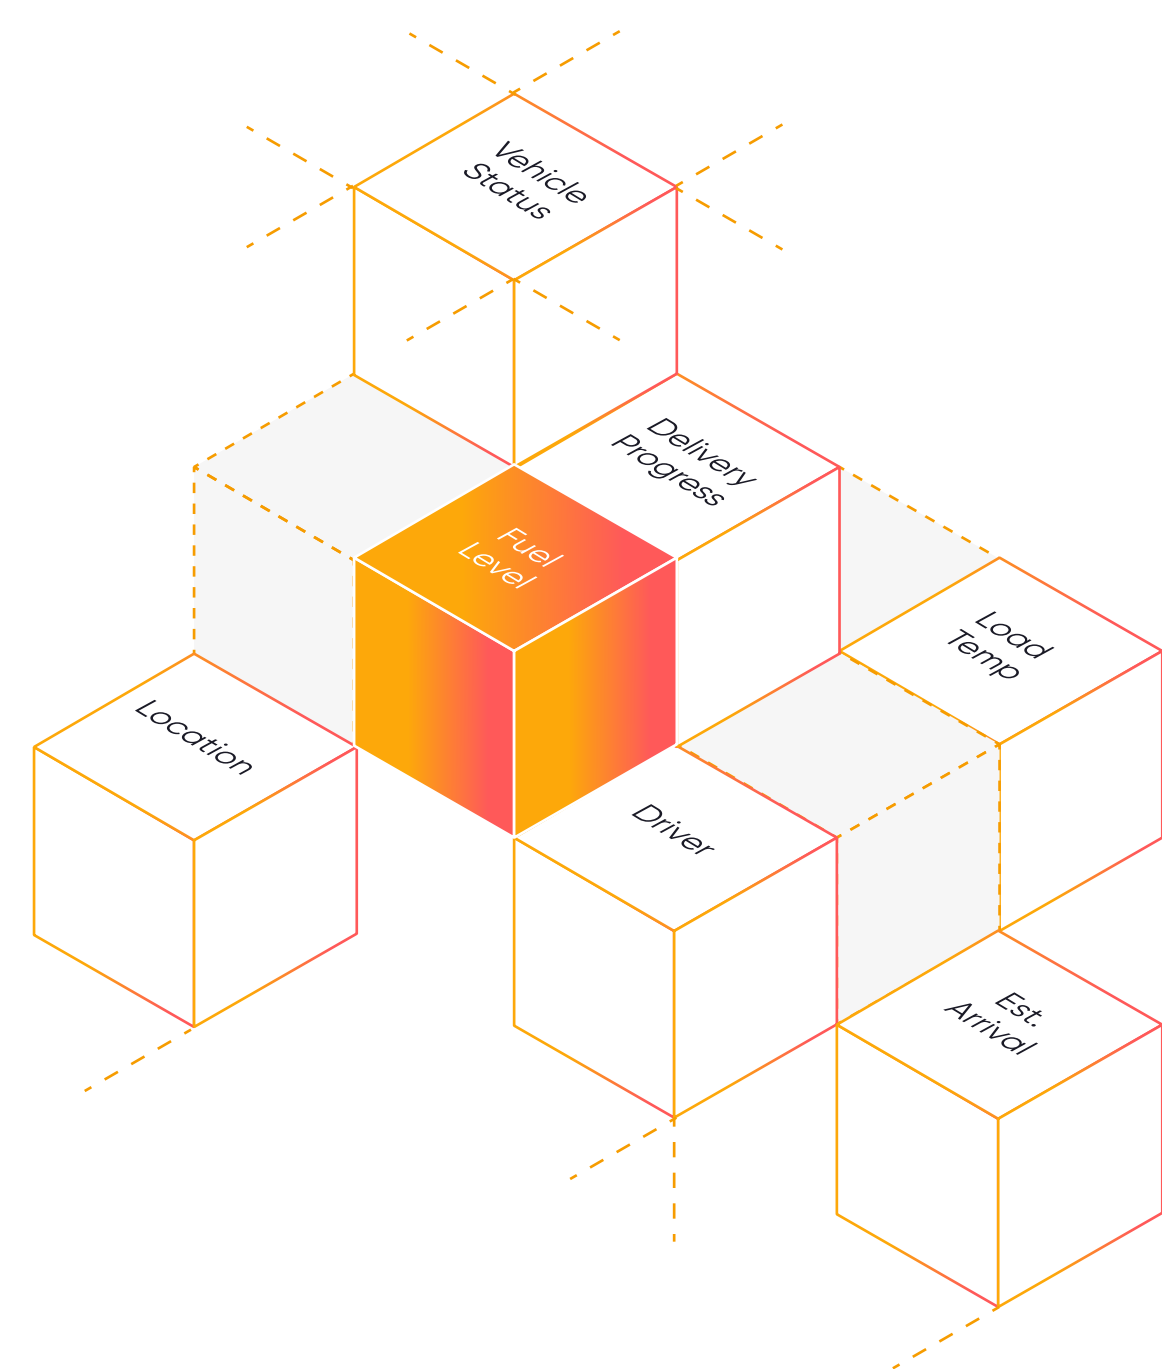 Vehicle
Status
Delivery
Progress
Fuel
Level
Load
Temp
Location
Driver
Est.
Arrival